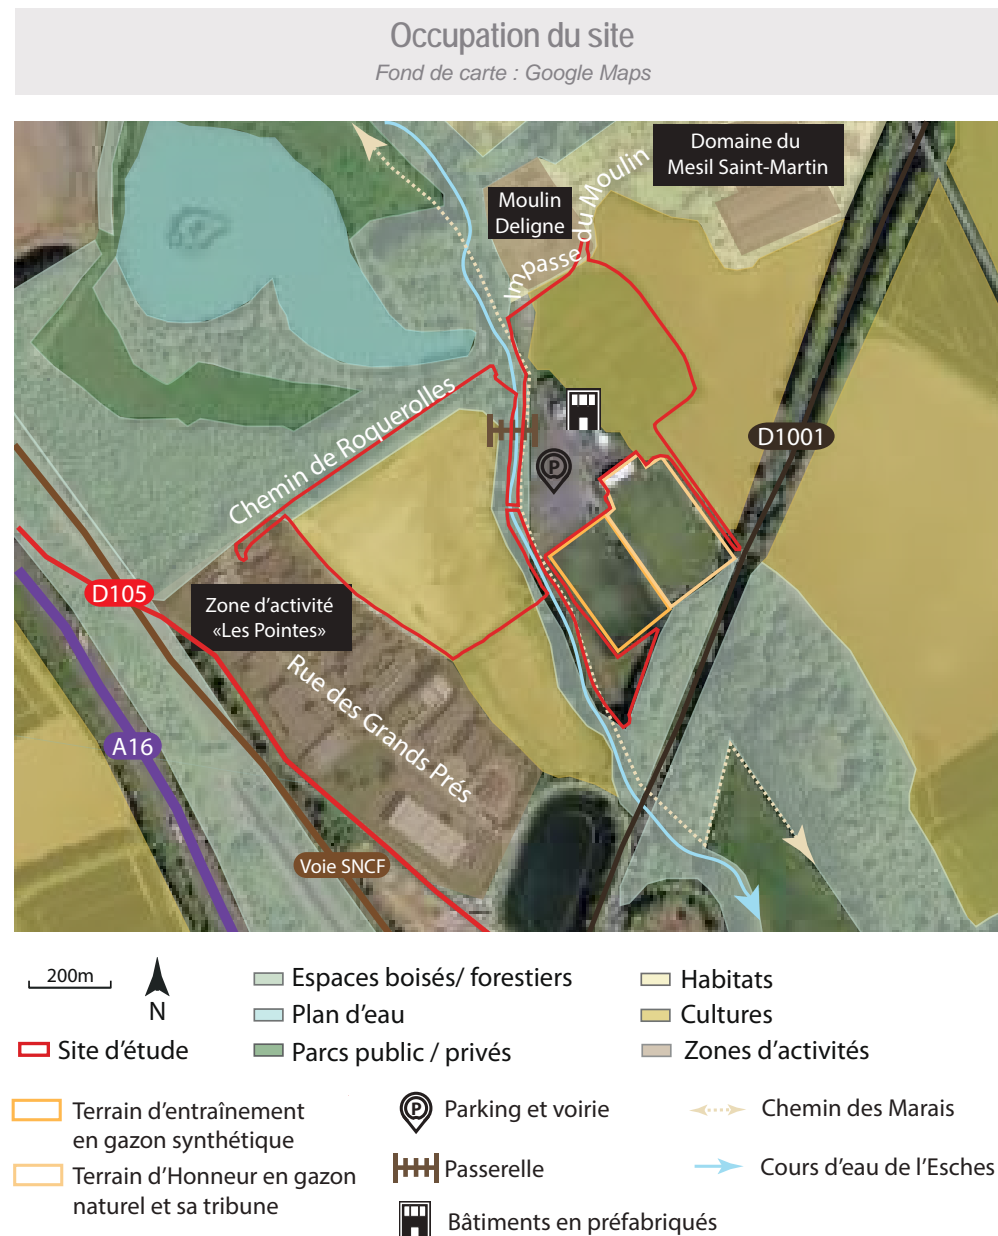 Occupation du site
Fond de carte : Google Maps
Domaine du
Mesil Saint-Martin
Moulin
Deligne
Impasse du Moulin
Chemin de Roquerolles
P
D1001
D105
Zone d'activité
«Les Pointes»
Rue des Grands Prés
A16
Voie SNCF
200m
N
Site d'étude
Espaces boisés/ forestiers
Plan d'eau
Parcs public / privés
Habitats
Cultures
Zones d'activités
Terrain d'entraînement
en gazon synthétique
Terrain d'Honneur en gazon
naturel et sa tribune
P
Parking et voirie
Passerelle
Bâtiments en préfabriqués
Chemin des Marais
Cours d'eau de l'Esches